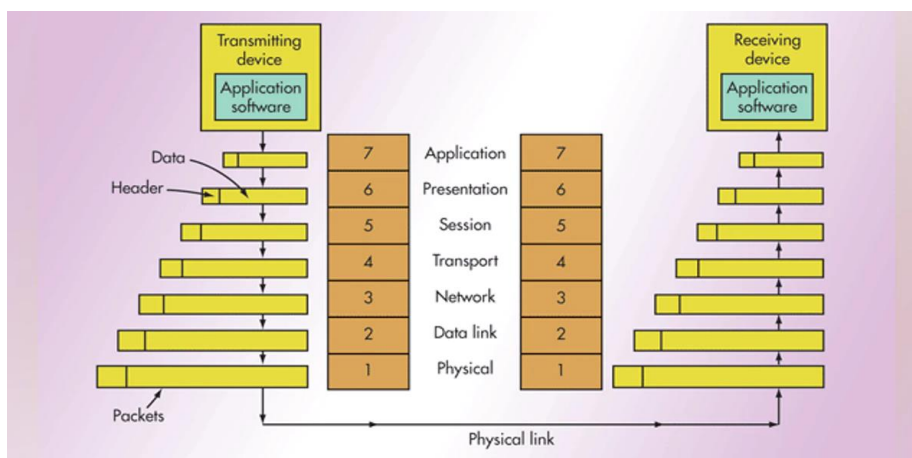 Transmitting
device
Application
software
Receiving
device
Application
software
Data
Header
7 Application 7
6 Presentation 6
5 Session 5
4 Transport 4
3 Network 3
2 Data link 2
1 Physical 1
Packets
Physical link